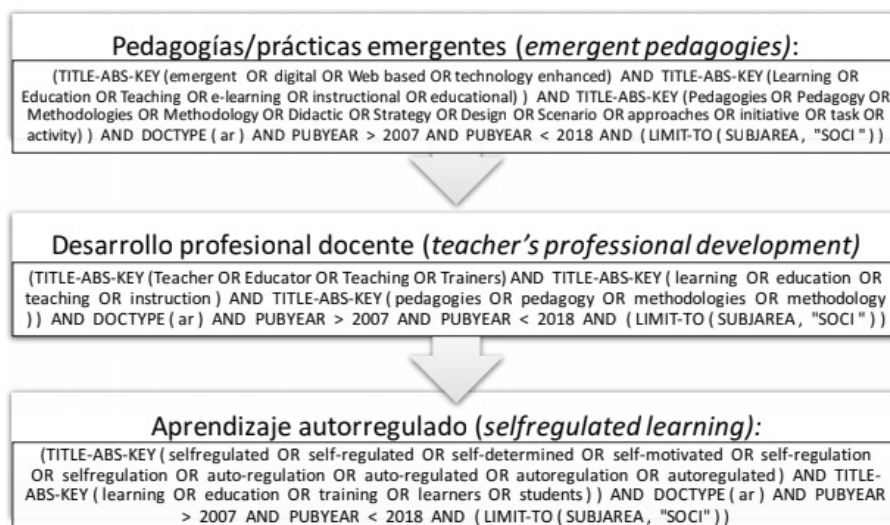 Pedagogías/prácticas emergentes (emergent pedagogies):
(TITLE-ABS-KEY (emergent OR digital OR Web based OR technology enhanced) AND TITLE-ABS-KEY (Learning OR
Education OR Teaching OR e-learning OR instructional OR educational) ) AND TITLE-ABS-KEY (Pedagogies OR Pedagogy OR
Methodologies OR Methodology OR Didactic OR Strategy OR Design OR Scenario OR approaches OR initiative OR task OR
activity) ) AND DOCTYPE ( ar ) AND PUBYEAR > 2007 AND PUBYEAR < 2018 AND ( LIMIT-TO ( SUBJAREA, "SOCI" ) )
Desarrollo profesional docente (teacher's professional development)
(TITLE-ABS-KEY (Teacher OR Educator OR Teaching OR Trainers) AND TITLE-ABS-KEY ( learning OR education OR
teaching OR instruction ) AND TITLE-ABS-KEY ( pedagogies OR pedagogy OR methodologies OR methodology
) ) AND DOCTYPE ( ar ) AND PUBYEAR > 2007 AND PUBYEAR < 2018 AND ( LIMIT-TO ( SUBJAREA, "SOCI" ) )
Aprendizaje autorregulado (selfregulated learning):
(TITLE-ABS-KEY ( selfregulated OR self-regulated OR self-determined OR self-motivated OR self-regulation
OR selfregulation OR auto-regulation OR auto-regulated OR autoregulation OR autoregulated ) AND TITLE-
ABS-KEY ( learning OR education OR training OR learners OR students ) ) AND DOCTYPE ( ar ) AND PUBYEAR
> 2007 AND PUBYEAR < 2018 AND ( LIMIT-TO ( SUBJAREA, "SOCI" ) )